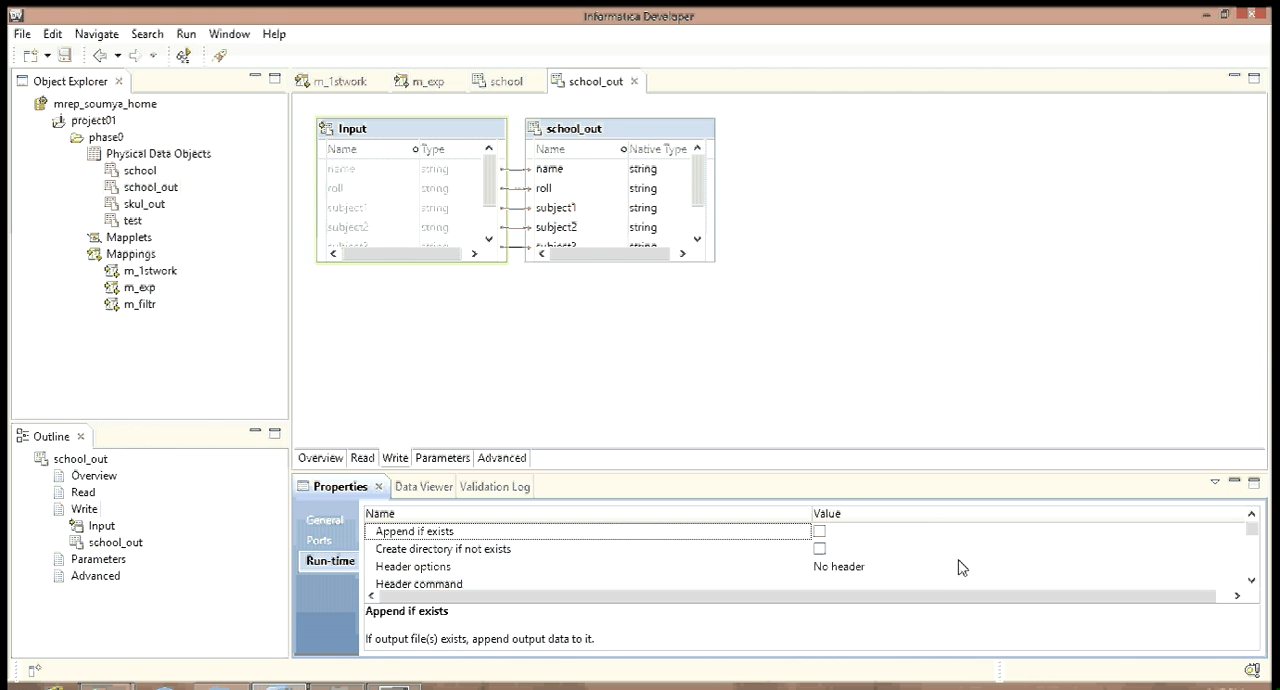 Informatica Developer
File Edit Navigate Search Run Window Help
Object Explorer
mrep_soumya_home
project01
phase0
Physical Data Objects
school
school_out
skul_out
test
Mapplets
Mappings
m_1stwork
m_exp
m_filtr
Outline
school_out
Overview
Read
Write
Input
school_out
Parameters
Advanced
m_1stwork m_exp school school_out
Input
Name Type
name string
roll string
subject1 string
subject2 string
subject3 string
school_out
Name Native Type
name string
roll string
subject1 string
subject2 string
subject3 string
Overview Read Write Parameters Advanced
Properties Data Viewer Validation Log
General
Ports
Run-time
Name Value
Append if exists
Create directory if not exists
Header options No header
Header command
Append if exists
If output file(s) exists, append output data to it.